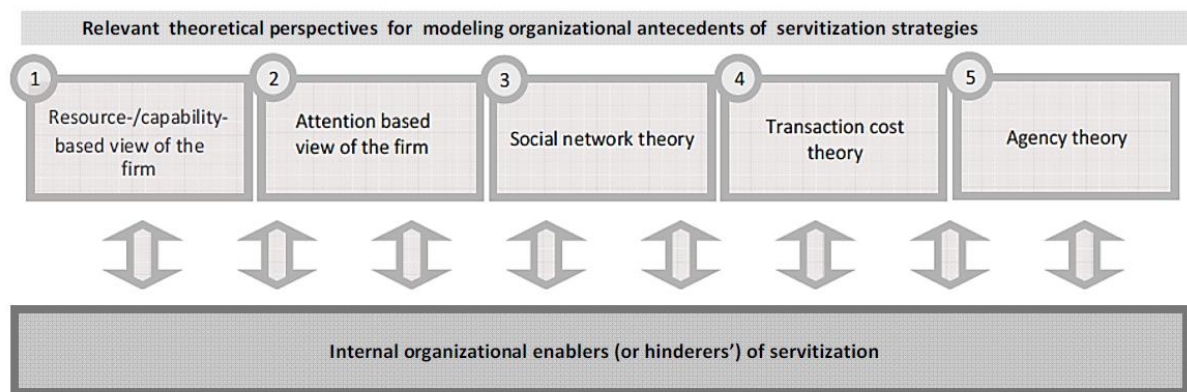 Relevant theoretical perspectives for modeling organizational antecedents of servitization strategies
1
Resource-/capability-
based view of the
firm
2
Attention based
view of the firm
3
Social network theory
4
Transaction cost
theory
5
Agency theory
Internal organizational enablers (or hinderers’) of servitization